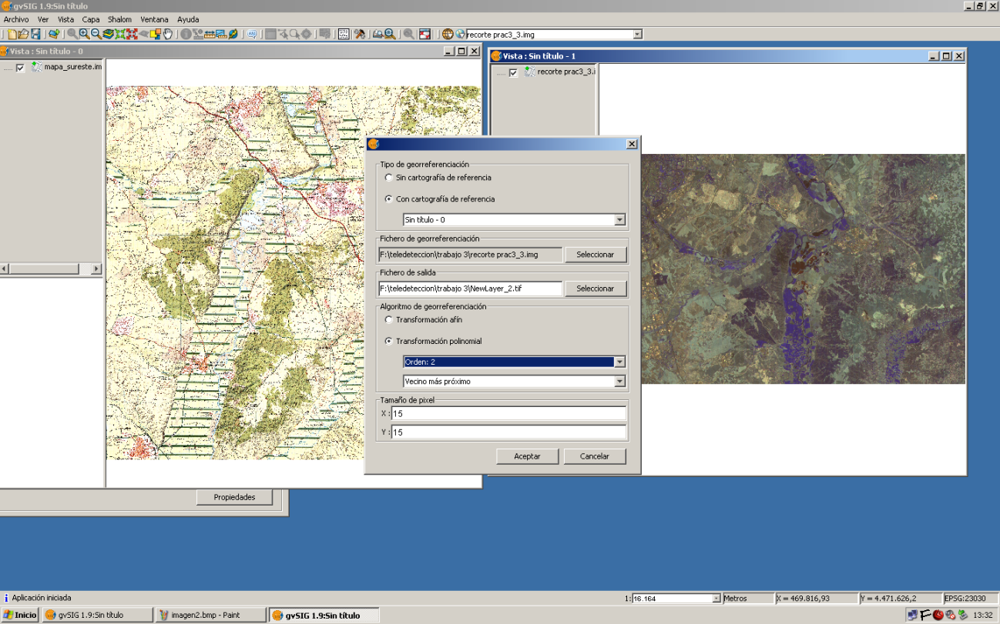 gvSIG 1.9:Sin título
Archivo Ver Vista Capa Shalom Ventana Ayuda
recorte prac3_3.img
Vista : Sin título - 0
mapa_sureste.im
Vista : Sin título - 1
recorte prac3_3.i
Tipo de georreferenciación
Sin cartografía de referencia
Con cartografía de referencia
Sin título - 0
Fichero de georreferenciación
F:\teledeteccion\trabajo 3\recorte prac3_3.img Seleccionar
Fichero de salida
F:\teledeteccion\trabajo 3\NewLayer_2.tif Seleccionar
Algoritmo de georreferenciación
Transformación afín
Transformación polinomial
Orden: 2
Vecino más próximo
Tamaño de pixel
X : 15
Y : 15
Aceptar Cancelar
Propiedades
Aplicación iniciada 1: 16.164 Metros X = 469.816,93 Y = 4.471.626,2 EPSG:23030
Inicio gvSIG 1.9:Sin título imagen2.bmp - Paint gvSIG 1.9:Sin título 13:32